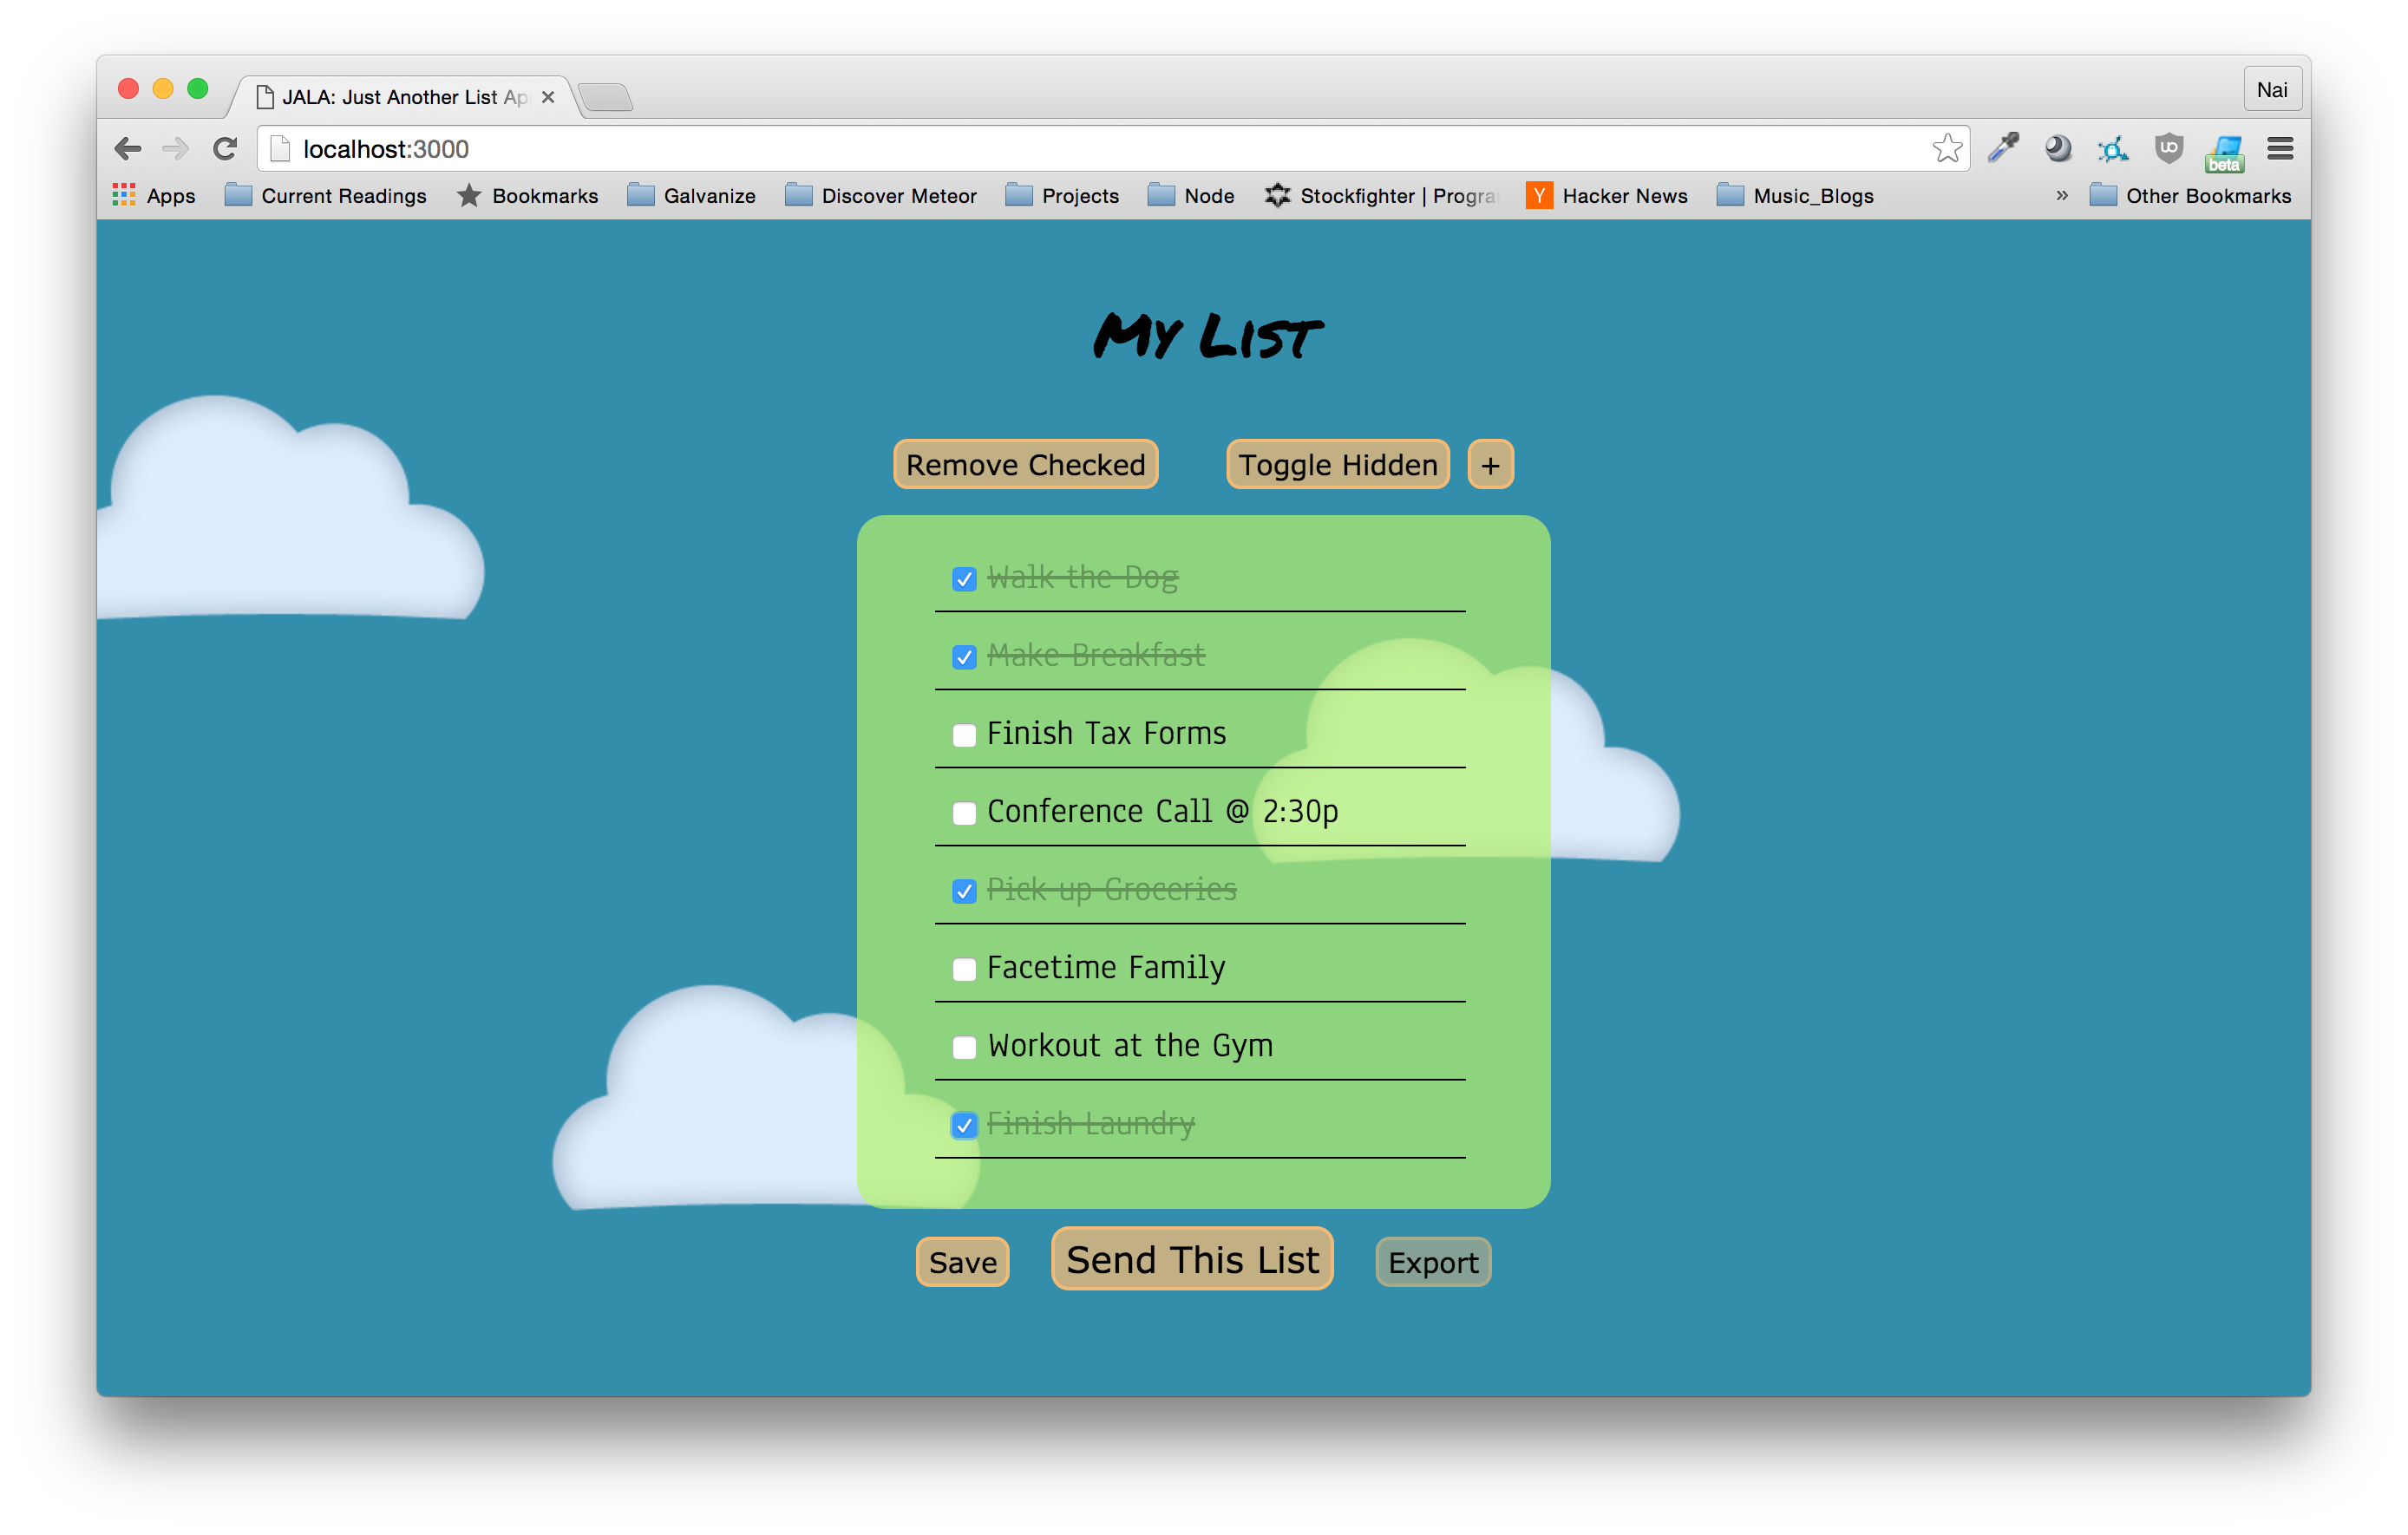 JALA: Just Another List Ap
Nai
localhost:3000
beta
Apps Current Readings Bookmarks Galvanize Discover Meteor Projects Node Stockfighter | Progra Hacker News Music_Blogs » Other Bookmarks
My List
Remove Checked Toggle Hidden +
Walk the Dog
Make Breakfast
Finish Tax Forms
Conference Call @ 2:30p
Pick up Groceries
Facetime Family
Workout at the Gym
Finish Laundry
Save Send This List Export